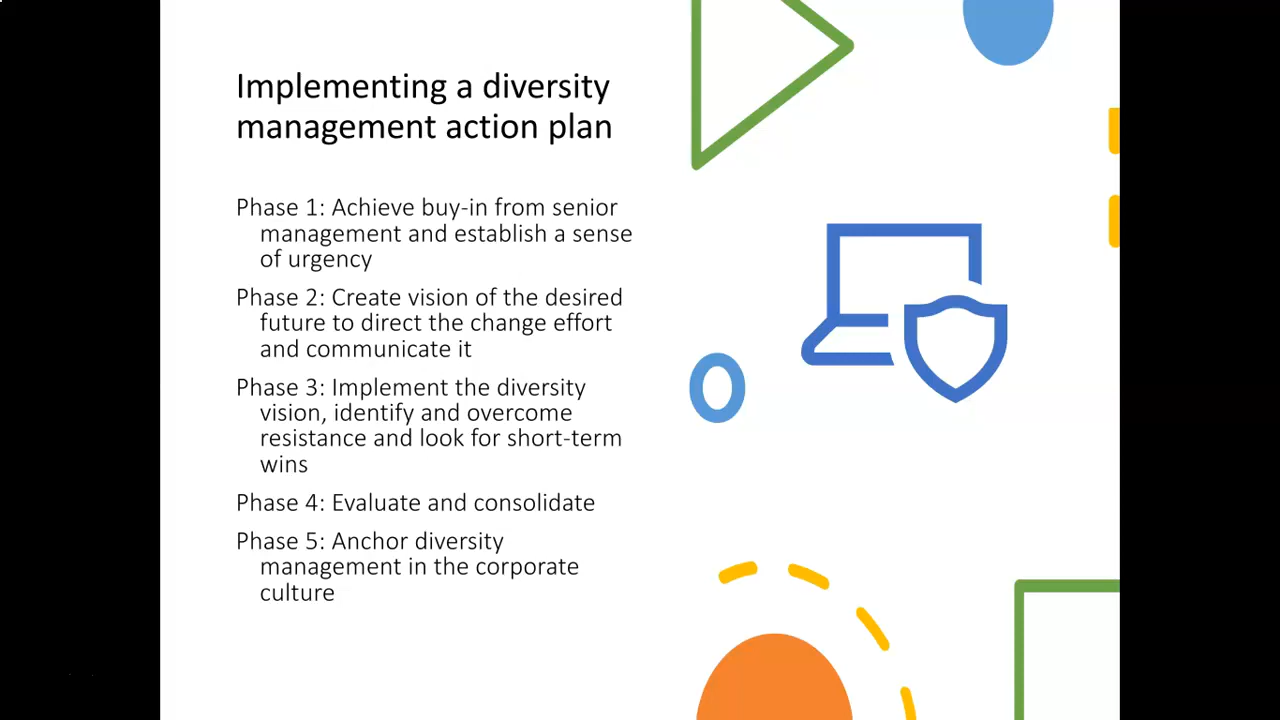 Implementing a diversity
management action plan
Phase 1: Achieve buy-in from senior
management and establish a sense
of urgency
Phase 2: Create vision of the desired
future to direct the change effort
and communicate it
Phase 3: Implement the diversity
vision, identify and overcome
resistance and look for short-term
wins
Phase 4: Evaluate and consolidate
Phase 5: Anchor diversity
management in the corporate
culture